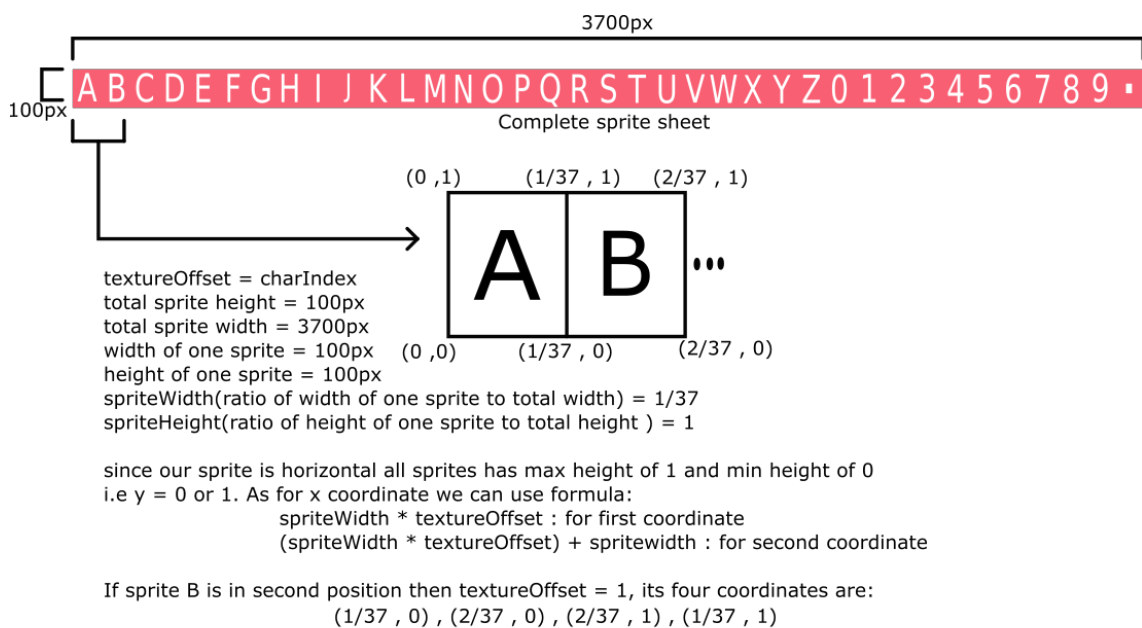 3700px
A B C D E F G H I J K L M N O P Q R S T U V W X Y Z 0 1 2 3 4 5 6 7 8 9 ·
100px
Complete sprite sheet
(0 ,1) (1/37 , 1) (2/37 , 1)
A B •••
(0 ,0) (1/37 , 0) (2/37 , 0)
textureOffset = charIndex
total sprite height = 100px
total sprite width = 3700px
width of one sprite = 100px
height of one sprite = 100px
spriteWidth(ratio of width of one sprite to total width) = 1/37
spriteHeight(ratio of height of one sprite to total height ) = 1
since our sprite is horizontal all sprites has max height of 1 and min height of 0
i.e y = 0 or 1. As for x coordinate we can use formula:
spriteWidth * textureOffset : for first coordinate
(spriteWidth * textureOffset) + spritewidth : for second coordinate
If sprite B is in second position then textureOffset = 1, its four coordinates are:
(1/37 , 0) , (2/37 , 0) , (2/37 , 1) , (1/37 , 1)